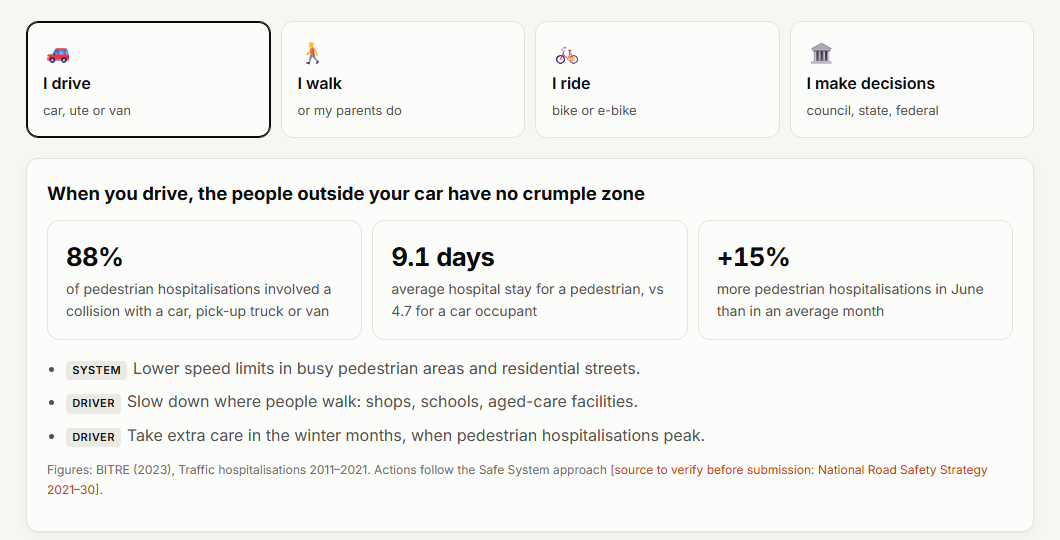 I drive
car, ute or van
I walk
or my parents do
I ride
bike or e-bike
I make decisions
council, state, federal
When you drive, the people outside your car have no crumple zone
88%
of pedestrian hospitalisations involved a
collision with a car, pick-up truck or van
9.1 days
average hospital stay for a pedestrian, vs
4.7 for a car occupant
+15%
more pedestrian hospitalisations in June
than in an average month
• SYSTEM Lower speed limits in busy pedestrian areas and residential streets.
• DRIVER Slow down where people walk: shops, schools, aged-care facilities.
• DRIVER Take extra care in the winter months, when pedestrian hospitalisations peak.
Figures: BITRE (2023), Traffic hospitalisations 2011–2021. Actions follow the Safe System approach [source to verify before submission: National Road Safety Strategy
2021–30].